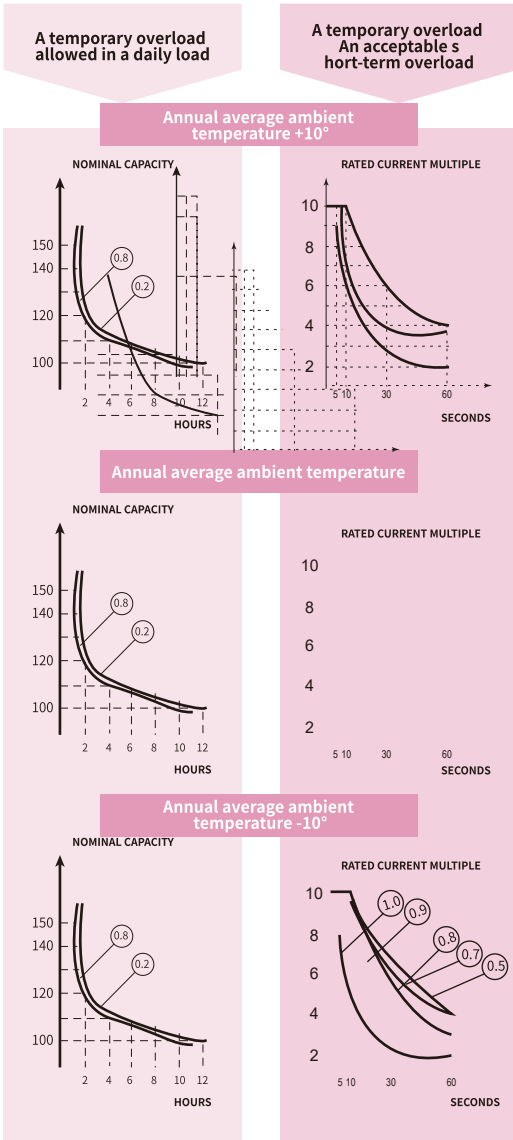 A temporary overload
allowed in a daily load
A temporary overload
An acceptable s
hort-term overload
Annual average ambient
temperature +10°
NOMINAL CAPACITY
150
140
120
100
0.8
0.2
2 4 6 8 10 12
HOURS
RATED CURRENT MULTIPLE
10
8
6
4
2
5 10 30 60
SECONDS
Annual average ambient temperature
NOMINAL CAPACITY
150
140
120
100
0.8
0.2
2 4 6 8 10 12
HOURS
RATED CURRENT MULTIPLE
10
8
6
4
2
5 10 30 60
SECONDS
Annual average ambient
temperature -10°
NOMINAL CAPACITY
150
140
120
100
0.8
0.2
2 4 6 8 10 12
HOURS
RATED CURRENT MULTIPLE
10
8
6
4
2
1.0
0.9
0.8
0.7
0.5
5 10 30 60
SECONDS